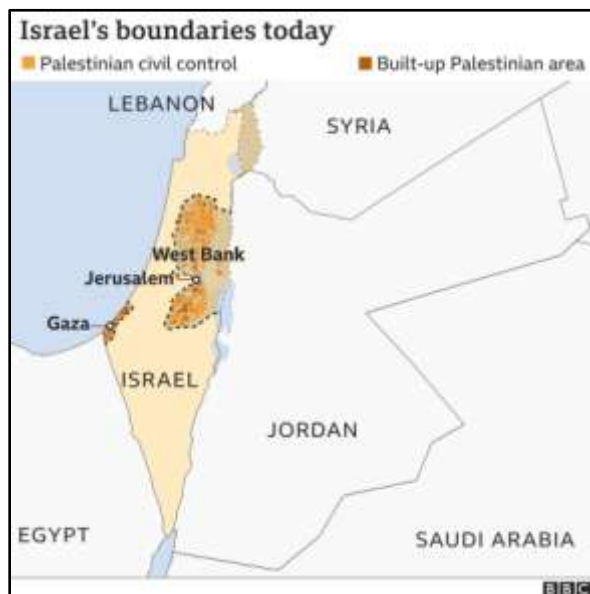 Israel's boundaries today
Palestinian civil control
Built-up Palestinian area
LEBANON
SYRIA
West Bank
Jerusalem
Gaza
ISRAEL
JORDAN
EGYPT
SAUDI ARABIA
BBC